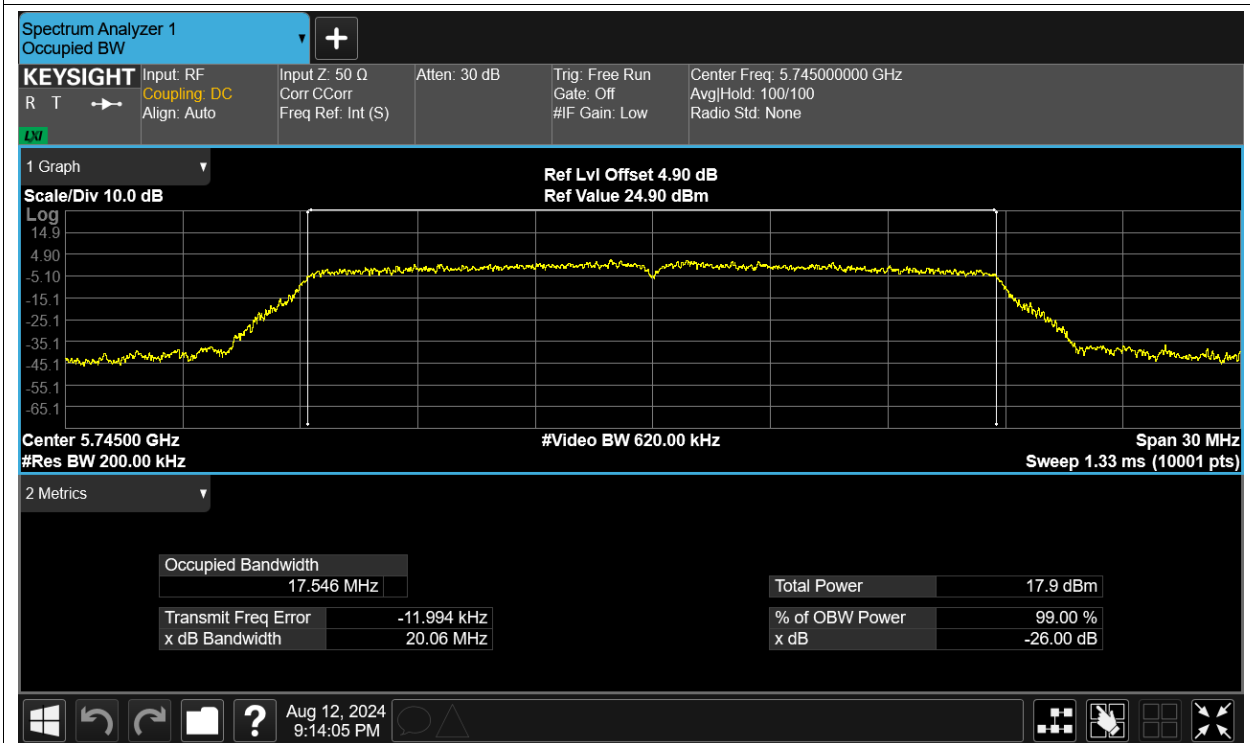 Spectrum Analyzer 1
Occupied BW
KEYSIGHT
R T
LXI
Input: RF
Coupling: DC
Align: Auto
Input Z: 50 Ω
Corr CCorr
Freq Ref: Int (S)
Atten: 30 dB
Trig: Free Run
Gate: Off
#IF Gain: Low
Center Freq: 5.745000000 GHz
Avg|Hold: 100/100
Radio Std: None
1 Graph
Scale/Div 10.0 dB
Ref Lvl Offset 4.90 dB
Ref Value 24.90 dBm
Log
14.9
4.90
-5.10
-15.1
-25.1
-35.1
-45.1
-55.1
-65.1
Center 5.74500 GHz
#Res BW 200.00 kHz
#Video BW 620.00 kHz
Span 30 MHz
Sweep 1.33 ms (10001 pts)
2 Metrics
Occupied Bandwidth
17.546 MHz
Transmit Freq Error -11.994 kHz
x dB Bandwidth 20.06 MHz
Total Power 17.9 dBm
% of OBW Power 99.00 %
x dB -26.00 dB
Aug 12, 2024
9:14:05 PM